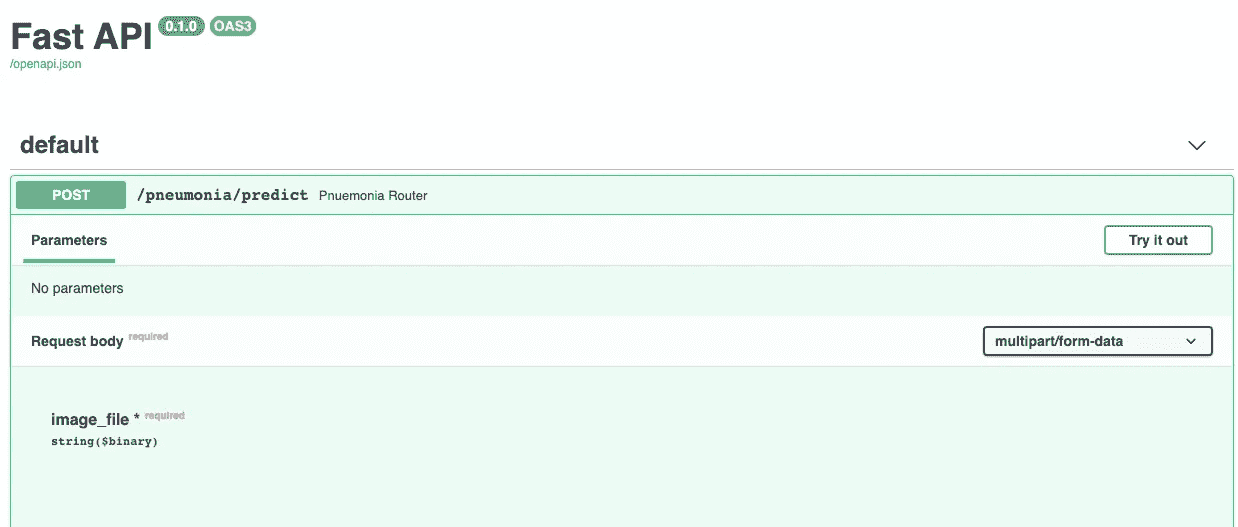 Fast API 0.1.0 OAS3
/openapi.json
default
POST /pneumonia/predict Pnuemonia Router
Parameters
Try it out
No parameters
Request body required
multipart/form-data
image_file * required
string($binary)